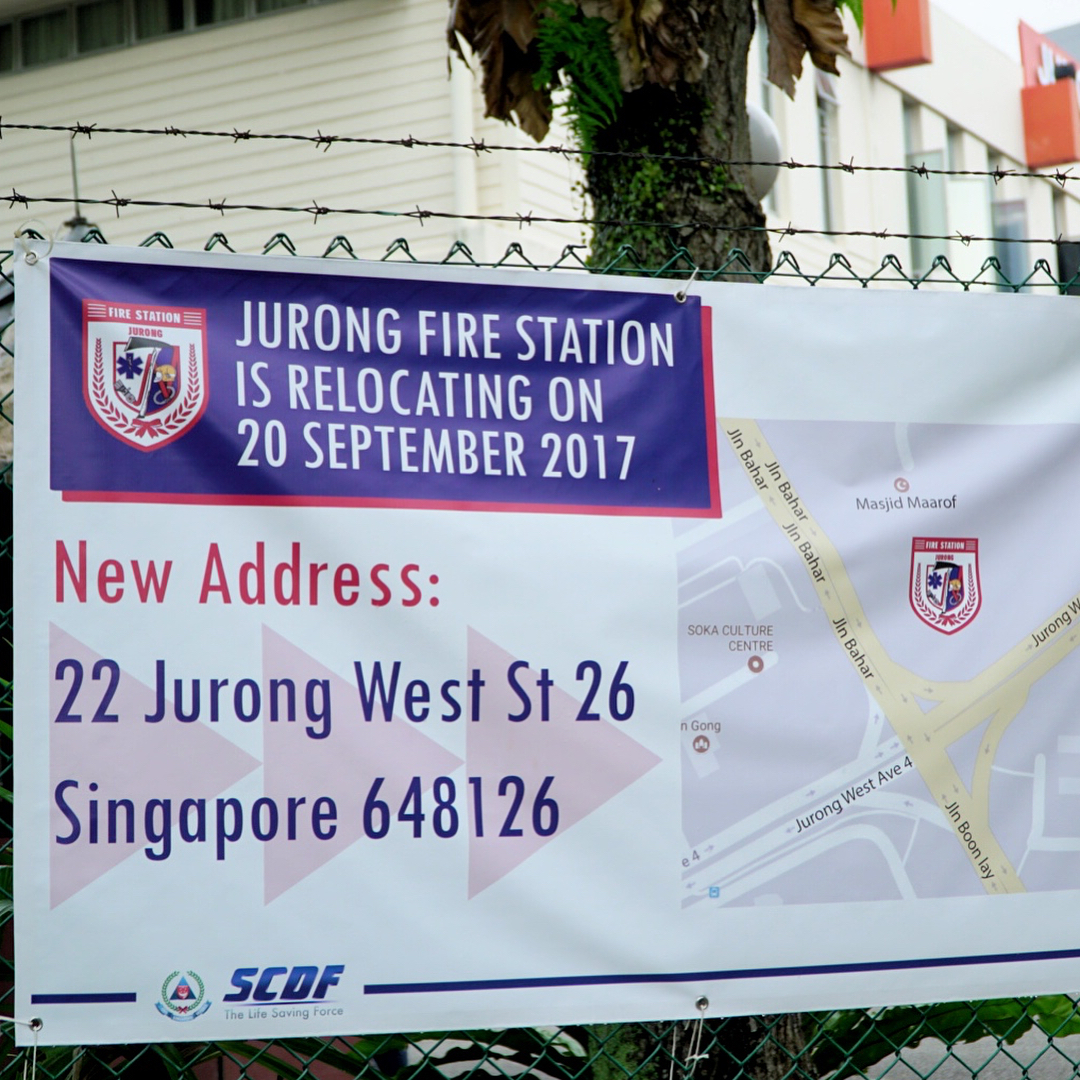 FIRE STATION
JURONG
JURONG FIRE STATION
IS RELOCATING ON
20 SEPTEMBER 2017
New Address:
22 Jurong West St 26
Singapore 648126
Jln Bahar
Jln Bahar
Jln Bahar
Jln Bahar
Masjid Maarof
FIRE STATION
JURONG
SOKA CULTURE
CENTRE
n Gong
Jurong W
Jurong West Ave 4
e 4
Jln Boon lay
SCDF
The Life Saving Force